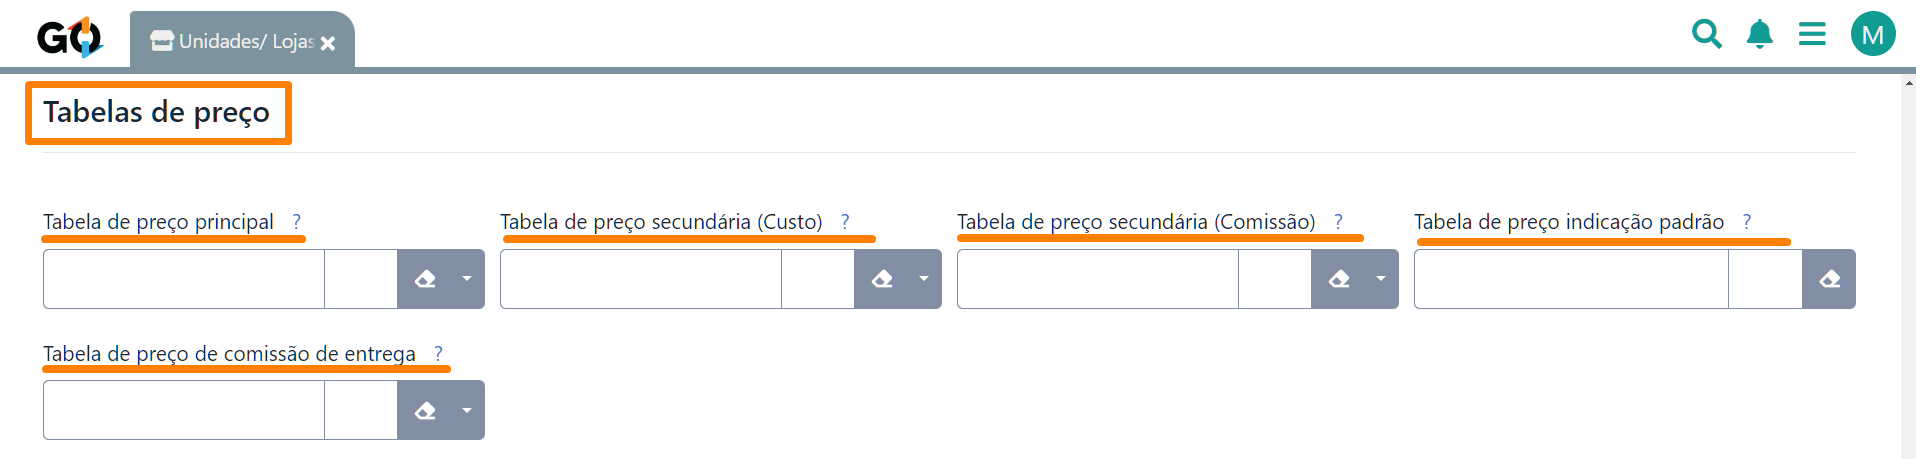 GO
Unidades/ Lojas
M
Tabelas de preço
Tabela de preço principal ?
Tabela de preço secundária (Custo) ?
Tabela de preço secundária (Comissão) ?
Tabela de preço indicação padrão ?
Tabela de preço de comissão de entrega ?